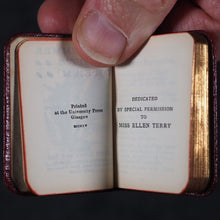 Printed
at the University Press
Glasgow
DEDICATED
BY SPECIAL PERMISSION
TO
MISS ELLEN TERRY